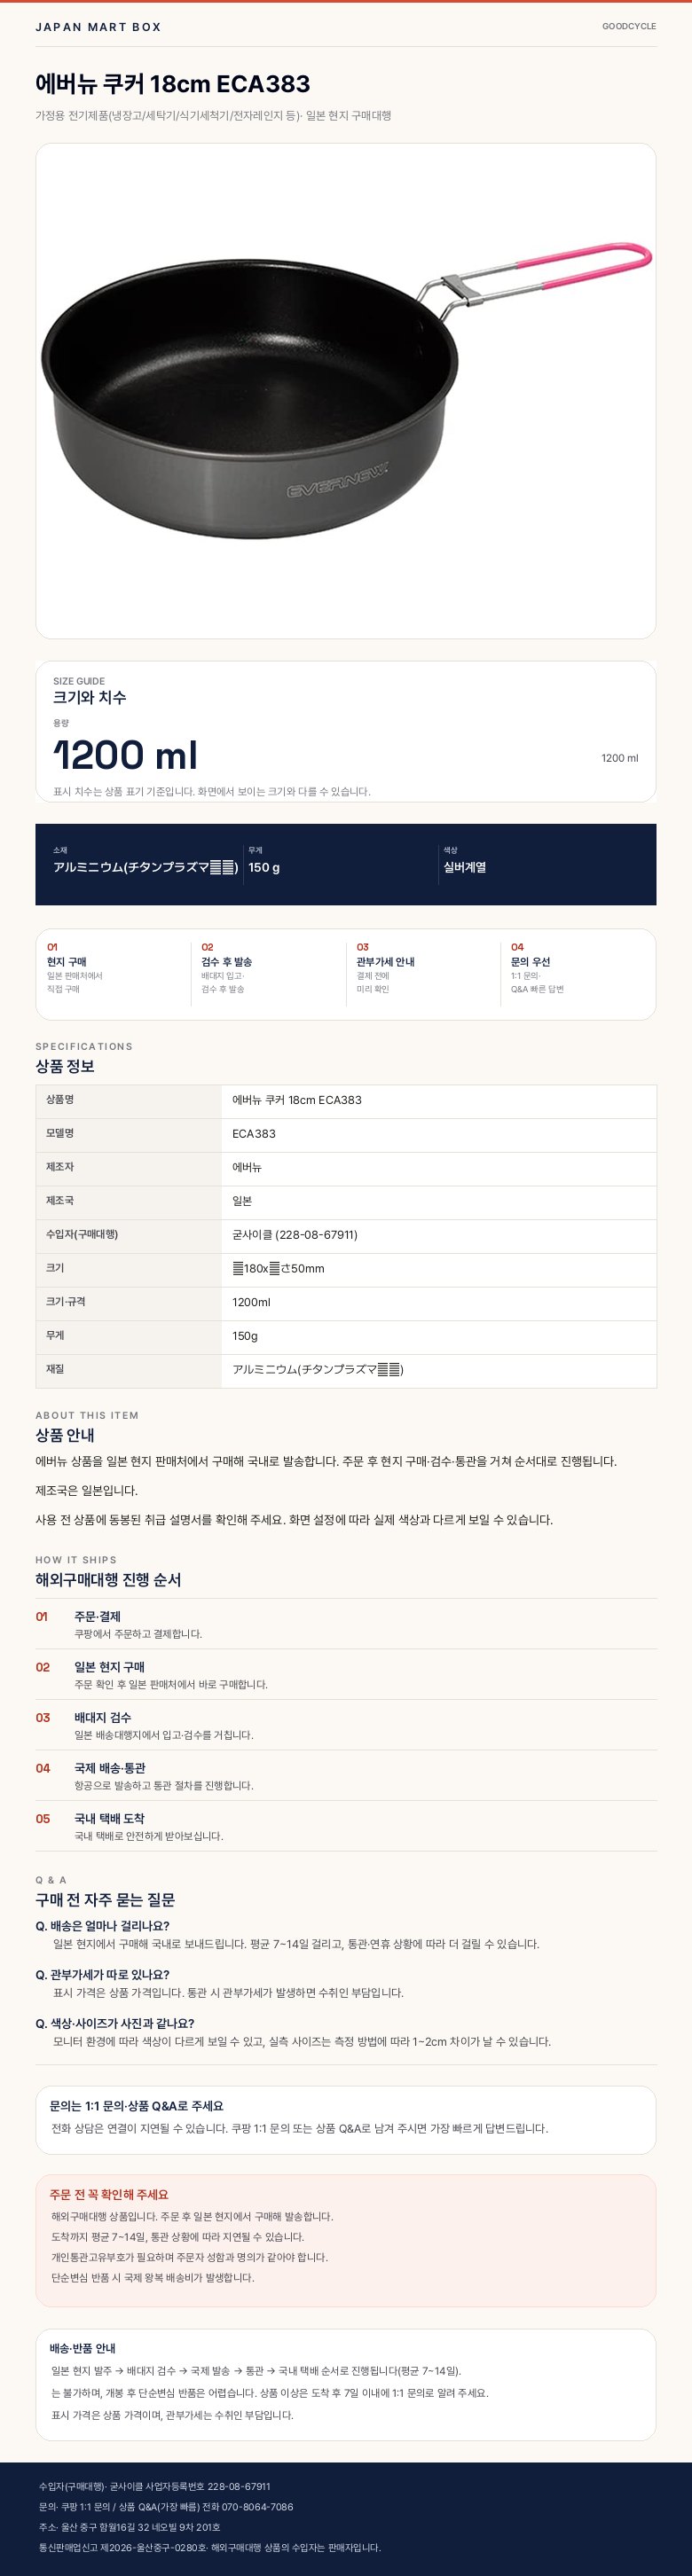 JAPAN MART BOX
GOODCYCLE
에버뉴 쿠커 18cm ECA383
가정용 전기제품(냉장고/세탁기/식기세척기/전자레인지 등)· 일본 현지 구매대행
EVERNEW
SIZE GUIDE
크기와 치수
용량
1200 ml
1200 ml
표시 치수는 상품 표기 기준입니다. 화면에서 보이는 크기와 다를 수 있습니다.
소재
アルミニウム(チタンプラズマ)
무게
150 g
색상
실버계열
01
현지 구매
일본 판매처에서
직접 구매
02
검수 후 발송
배대지 입고·
검수 후 발송
03
관부가세 안내
결제 전에
미리 확인
04
문의 우선
1:1 문의·
Q&A 빠른 답변
SPECIFICATIONS
상품 정보
상품명 에버뉴 쿠커 18cm ECA383
모델명 ECA383
제조자 에버뉴
제조국 일본
수입자(구매대행) 굳사이클 (228-08-67911)
크기 180xさ50mm
크기·규격 1200ml
무게 150g
재질 アルミニウム(チタンプラズマ)
ABOUT THIS ITEM
상품 안내
에버뉴 상품을 일본 현지 판매처에서 구매해 국내로 발송합니다. 주문 후 현지 구매·검수·통관을 거쳐 순서대로 진행됩니다.
제조국은 일본입니다.
사용 전 상품에 동봉된 취급 설명서를 확인해 주세요. 화면 설정에 따라 실제 색상과 다르게 보일 수 있습니다.
HOW IT SHIPS
해외구매대행 진행 순서
01 주문·결제
쿠팡에서 주문하고 결제합니다.
02 일본 현지 구매
주문 확인 후 일본 판매처에서 바로 구매합니다.
03 배대지 검수
일본 배송대행지에서 입고·검수를 거칩니다.
04 국제 배송·통관
항공으로 발송하고 통관 절차를 진행합니다.
05 국내 택배 도착
국내 택배로 안전하게 받아보십니다.
Q & A
구매 전 자주 묻는 질문
Q. 배송은 얼마나 걸리나요?
일본 현지에서 구매해 국내로 보내드립니다. 평균 7~14일 걸리고, 통관·연휴 상황에 따라 더 걸릴 수 있습니다.
Q. 관부가세가 따로 있나요?
표시 가격은 상품 가격입니다. 통관 시 관부가세가 발생하면 수취인 부담입니다.
Q. 색상·사이즈가 사진과 같나요?
모니터 환경에 따라 색상이 다르게 보일 수 있고, 실측 사이즈는 측정 방법에 따라 1~2cm 차이가 날 수 있습니다.
문의는 1:1 문의·상품 Q&A로 주세요
전화 상담은 연결이 지연될 수 있습니다. 쿠팡 1:1 문의 또는 상품 Q&A로 남겨 주시면 가장 빠르게 답변드립니다.
주문 전 꼭 확인해 주세요
해외구매대행 상품입니다. 주문 후 일본 현지에서 구매해 발송합니다.
도착까지 평균 7~14일, 통관 상황에 따라 지연될 수 있습니다.
개인통관고유부호가 필요하며 주문자 성함과 명의가 같아야 합니다.
단순변심 반품 시 국제 왕복 배송비가 발생합니다.
배송·반품 안내
일본 현지 발주 → 배대지 검수 → 국제 발송 → 통관 → 국내 택배 순서로 진행됩니다(평균 7~14일).
는 불가하며, 개봉 후 단순변심 반품은 어렵습니다. 상품 이상은 도착 후 7일 이내에 1:1 문의로 알려 주세요.
표시 가격은 상품 가격이며, 관부가세는 수취인 부담입니다.
수입자(구매대행)· 굳사이클 사업자등록번호 228-08-67911
문의· 쿠팡 1:1 문의 / 상품 Q&A(가장 빠름) 전화 070-8064-7086
주소· 울산 중구 함월16길 32 네오빌 9차 201호
통신판매업신고 제2026-울산중구-0280호· 해외구매대행 상품의 수입자는 판매자입니다.